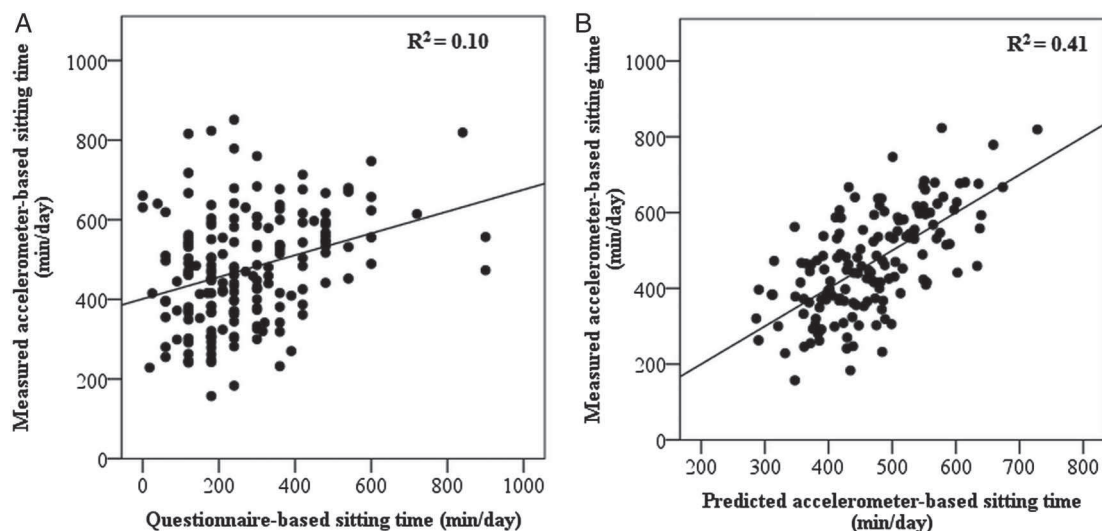 A
R² = 0.10
Measured accelerometer-based sitting time
(min/day)
1000
800
600
400
200
0
0 200 400 600 800 1000
Questionnaire-based sitting time (min/day)
B
R² = 0.41
Measured accelerometer-based sitting time
(min/day)
1000
800
600
400
200
0
200 300 400 500 600 700 800
Predicted accelerometer-based sitting time
(min/day)